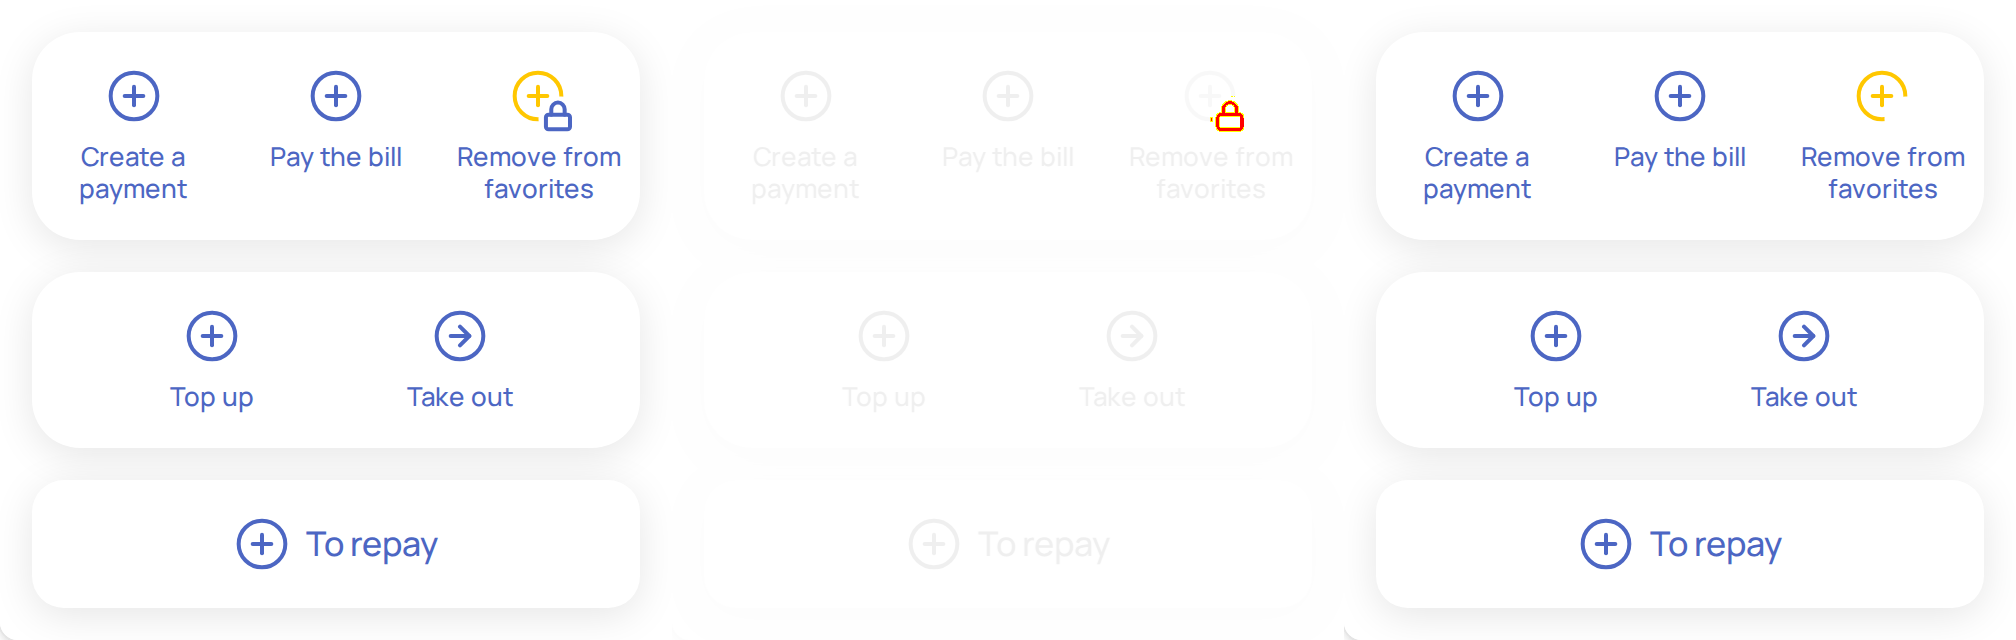 Create a
payment
Pay the bill
Remove from
favorites
Top up
Take out
To repay
Create a
payment
Pay the bill
Remove from
favorites
Top up
Take out
To repay
Create a
payment
Pay the bill
Remove from
favorites
Top up
Take out
To repay